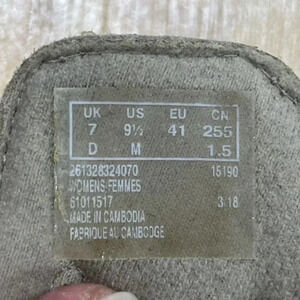 UK US EU CN
7 9½ 41 255
D M 1.5
261328324070 15190
WOMENS/FEMMES
61011517 3 18
MADE IN CAMBODIA
FABRIQUE AU CAMBODGE